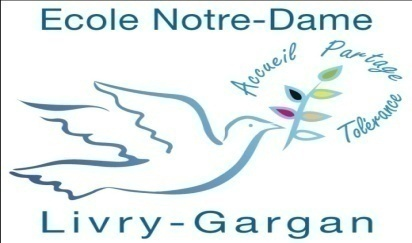 Ecole Notre-Dame
Accueil Partage
Tolérance
Livry-Gargan